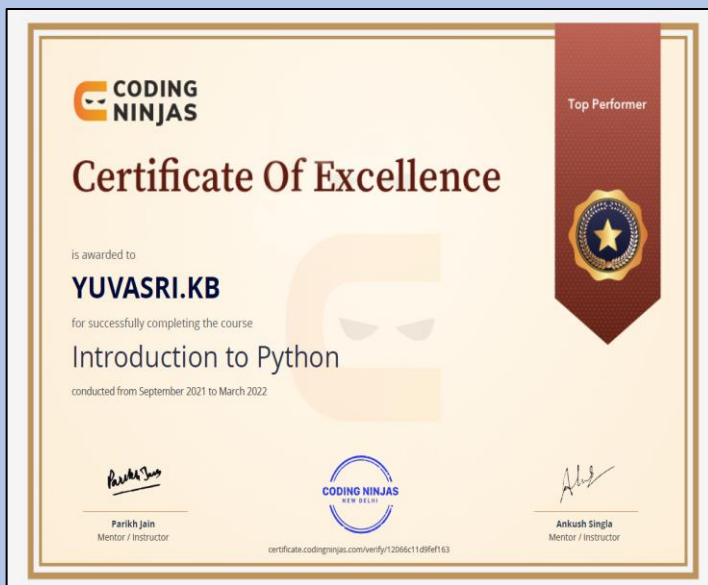 CODING
NINJAS
Top Performer
Certificate Of Excellence
is awarded to
YUVASRI.KB
for successfully completing the course
Introduction to Python
conducted from September 2021 to March 2022
Parikh Jain
CODING NINJAS
NEW DELHI
Parikh Jain
Mentor / Instructor
Ankush Singla
Mentor / Instructor
certificate.codingninjas.com/verify/12066c11d9fef163